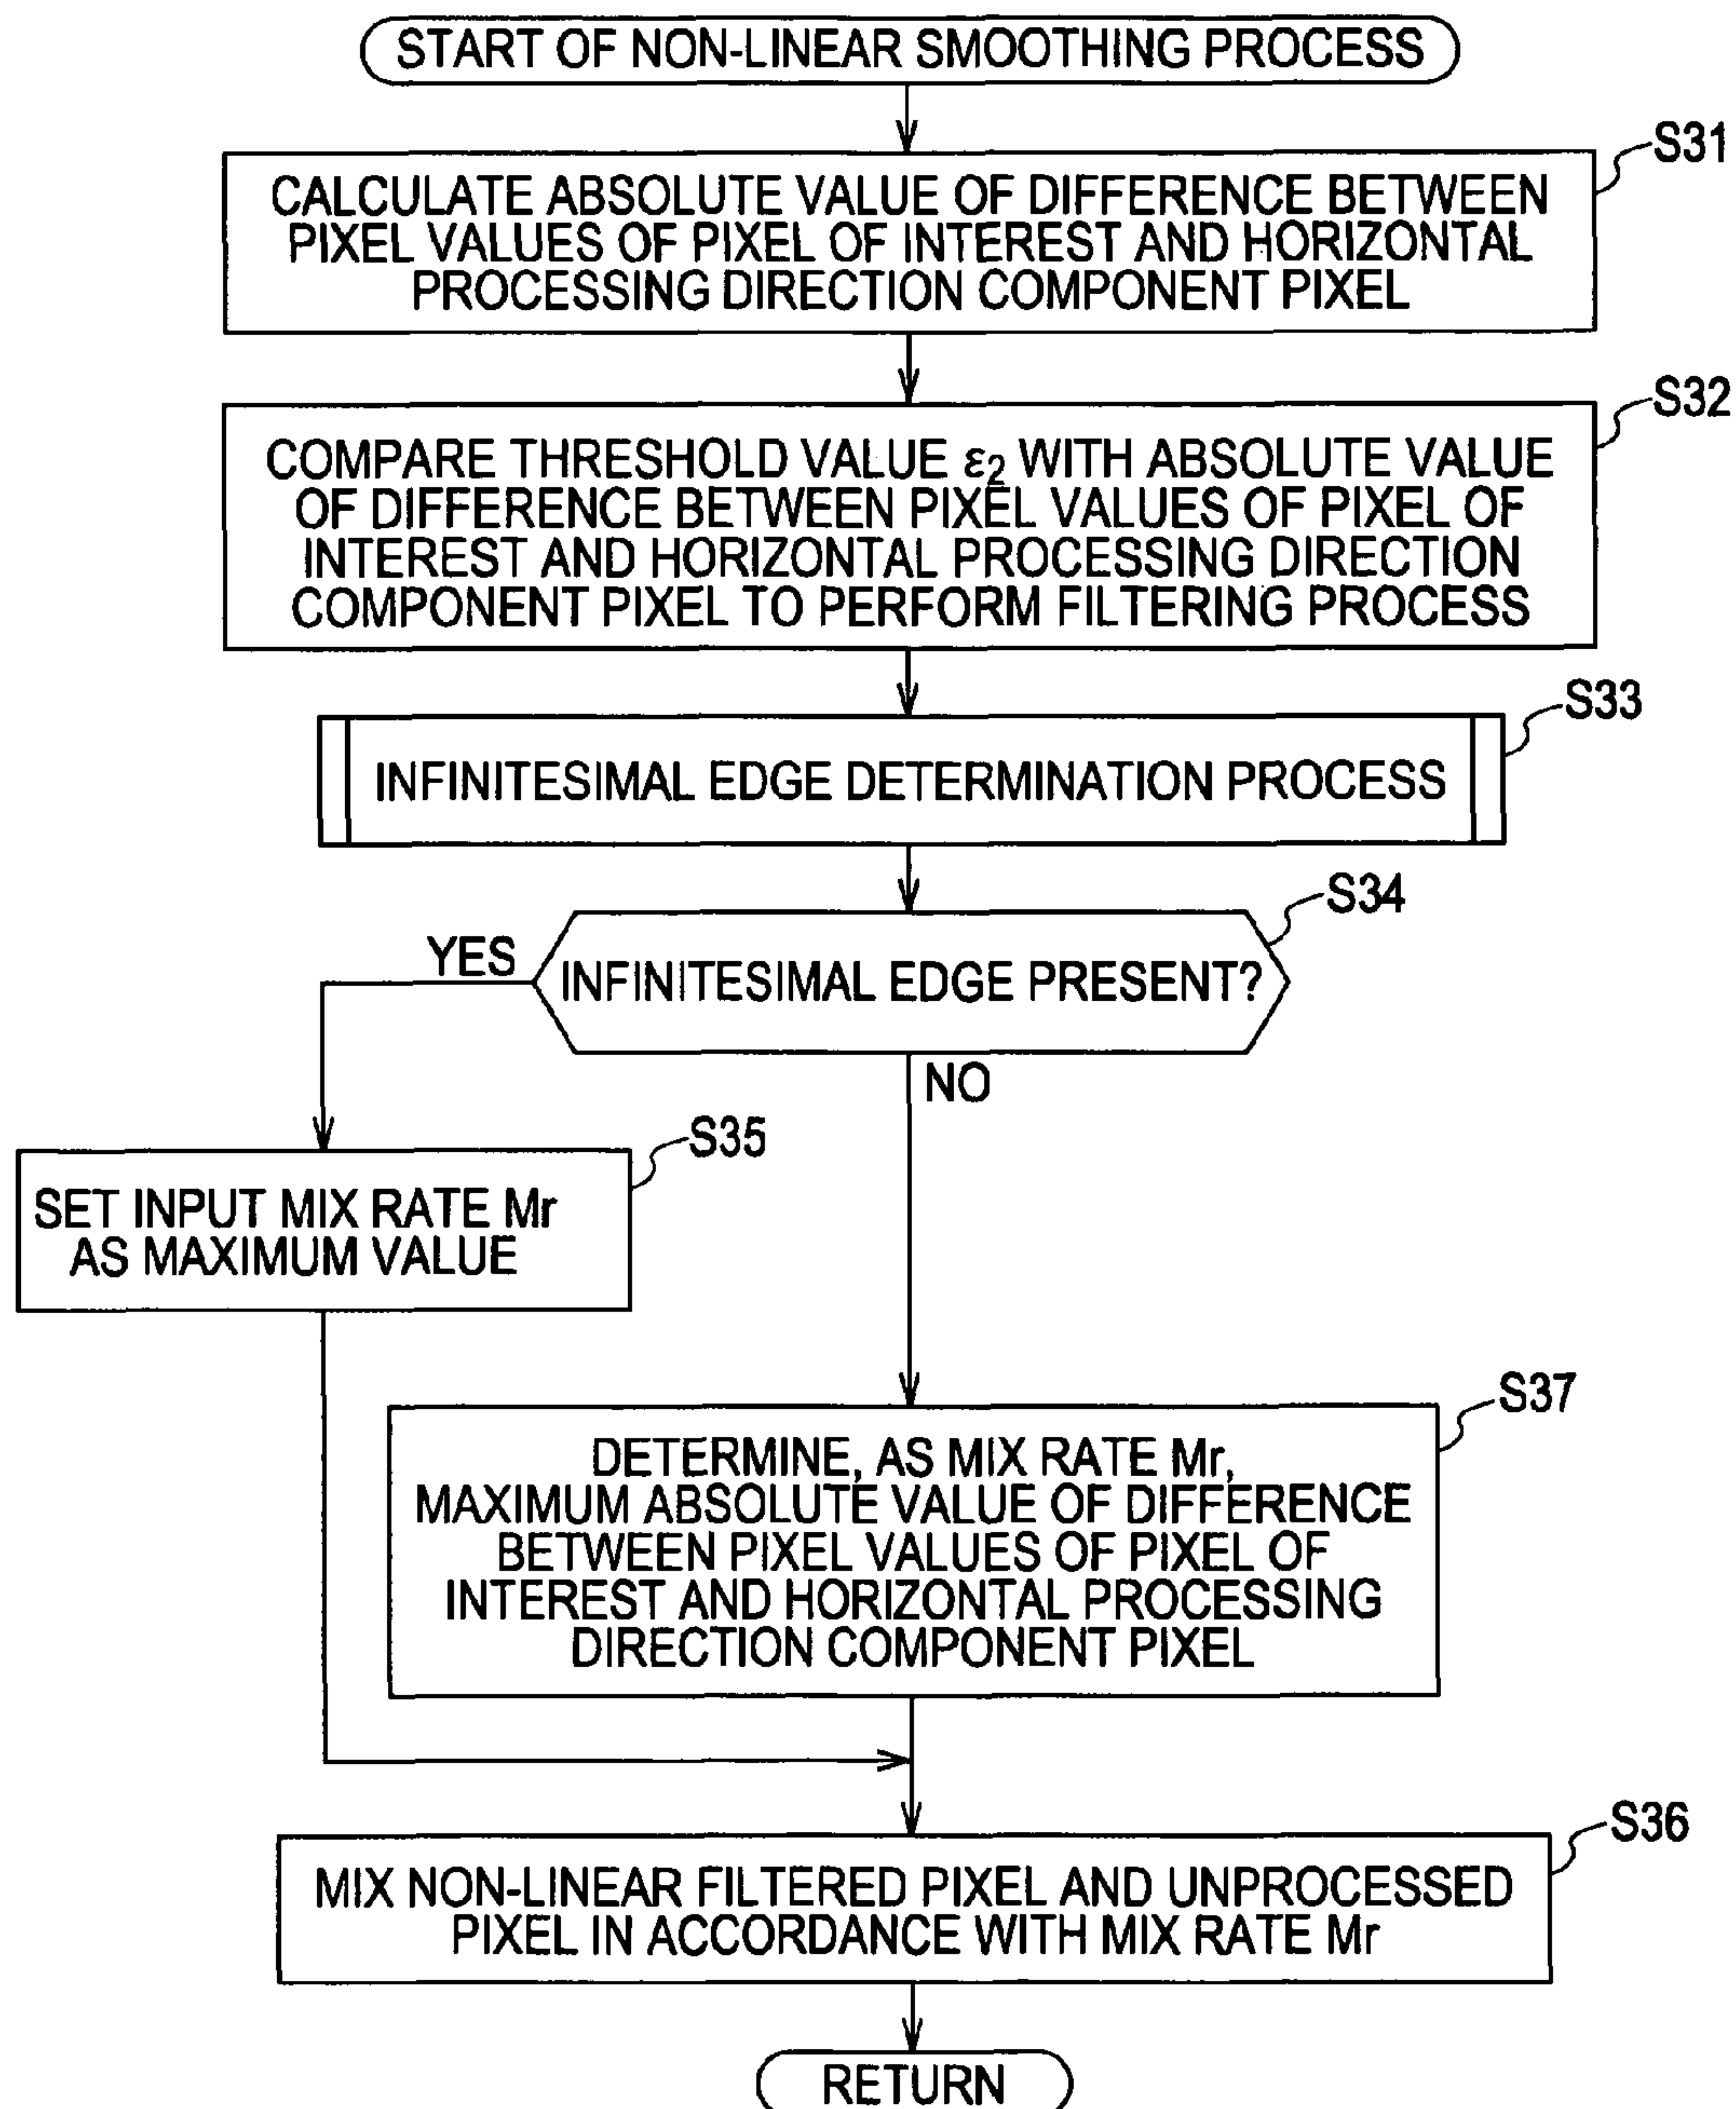 START OF NON-LINEAR SMOOTHING PROCESS
S31
CALCULATE ABSOLUTE VALUE OF DIFFERENCE BETWEEN
PIXEL VALUES OF PIXEL OF INTEREST AND HORIZONTAL
PROCESSING DIRECTION COMPONENT PIXEL
S32
COMPARE THRESHOLD VALUE ε2 WITH ABSOLUTE VALUE
OF DIFFERENCE BETWEEN PIXEL VALUES OF PIXEL OF
INTEREST AND HORIZONTAL PROCESSING DIRECTION
COMPONENT PIXEL TO PERFORM FILTERING PROCESS
S33
INFINITESIMAL EDGE DETERMINATION PROCESS
S34
YES
INFINITESIMAL EDGE PRESENT?
NO
S35
SET INPUT MIX RATE Mr
AS MAXIMUM VALUE
S37
DETERMINE, AS MIX RATE Mr,
MAXIMUM ABSOLUTE VALUE OF DIFFERENCE
BETWEEN PIXEL VALUES OF PIXEL OF
INTEREST AND HORIZONTAL PROCESSING
DIRECTION COMPONENT PIXEL
S36
MIX NON-LINEAR FILTERED PIXEL AND UNPROCESSED
PIXEL IN ACCORDANCE WITH MIX RATE Mr
RETURN